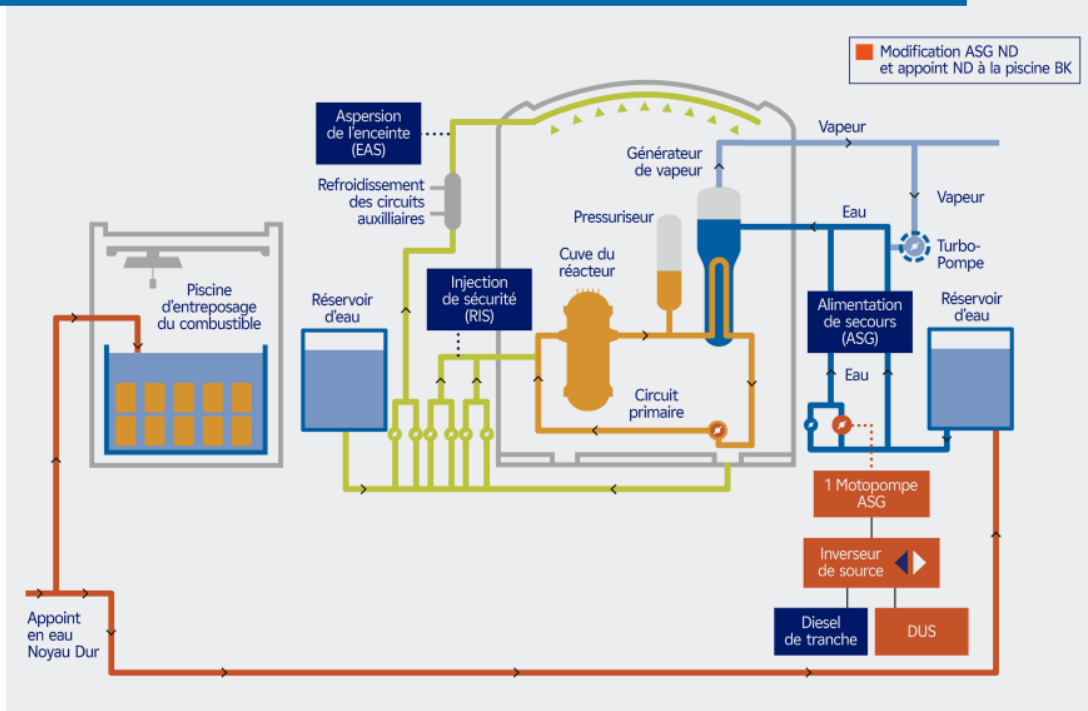 Modification ASG ND
et appoint ND à la piscine BK
Aspersion
de l'enceinte
(EAS)
Vapeur
Générateur
de vapeur
Refroidissement
des circuits
auxilliaires
Vapeur
Pressuriseur
Eau
Turbo-
Pompe
Cuve du
réacteur
Piscine
d'entreposage
du combustible
Réservoir
d'eau
Injection
de sécurité
(RIS)
Alimentation
de secours
(ASG)
Réservoir
d'eau
Eau
Circuit
primaire
1 Motopompe
ASG
Inverseur
de source
Appoint
en eau
Noyau Dur
Diesel
de tranche
DUS